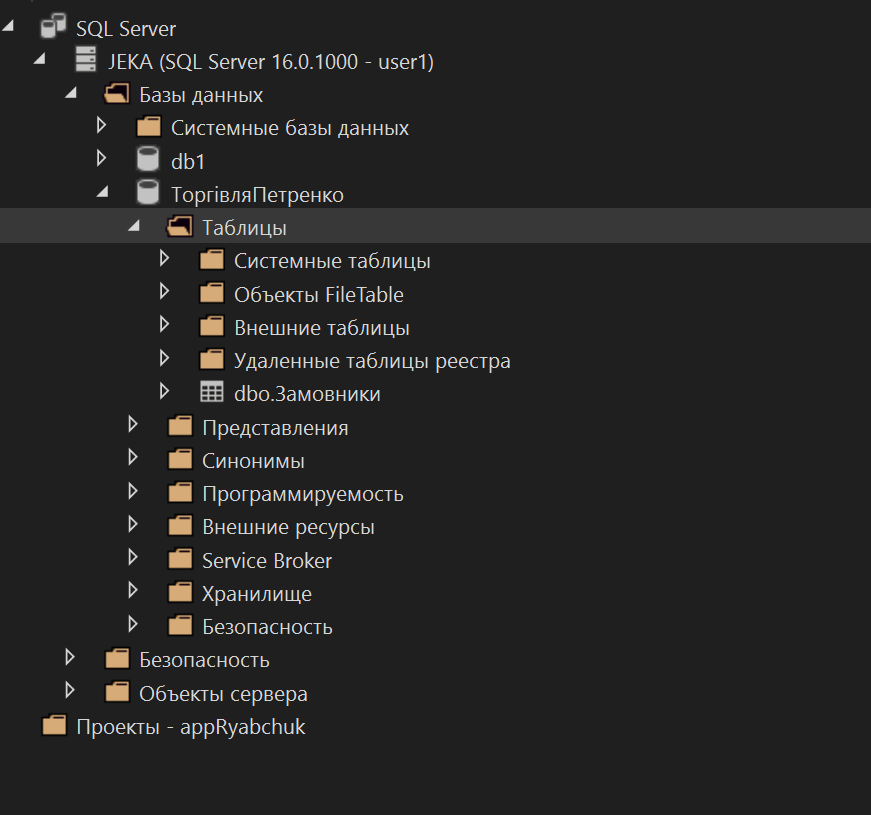 SQL Server
JEKA (SQL Server 16.0.1000 - user1)
Базы данных
Системные базы данных
db1
ТоргівляПетренко
Таблицы
Системные таблицы
Объекты FileTable
Внешние таблицы
Удаленные таблицы реестра
dbo.Замовники
Представления
Синонимы
Программируемость
Внешние ресурсы
Service Broker
Хранилище
Безопасность
Безопасность
Объекты сервера
Проекты - appRyabchuk